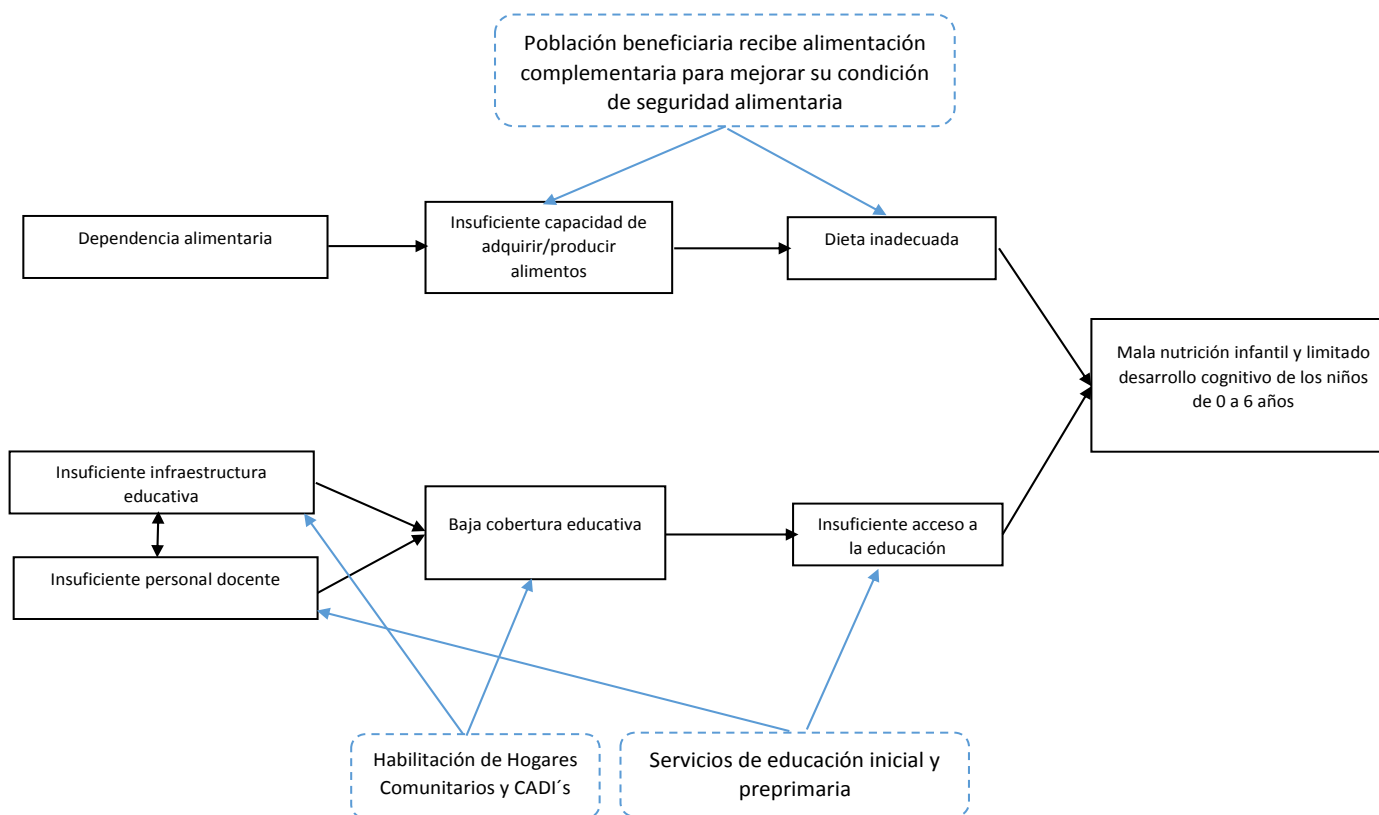 Población beneficiaria recibe alimentación
complementaria para mejorar su condición
de seguridad alimentaria
Dependencia alimentaria
Insuficiente capacidad de
adquirir/producir
alimentos
Dieta inadecuada
Mala nutrición infantil y limitado
desarrollo cognitivo de los niños
de 0 a 6 años
Insuficiente infraestructura
educativa
Insuficiente personal docente
Baja cobertura educativa
Insuficiente acceso a
la educación
Habilitación de Hogares
Comunitarios y CADI´s
Servicios de educación inicial y
preprimaria